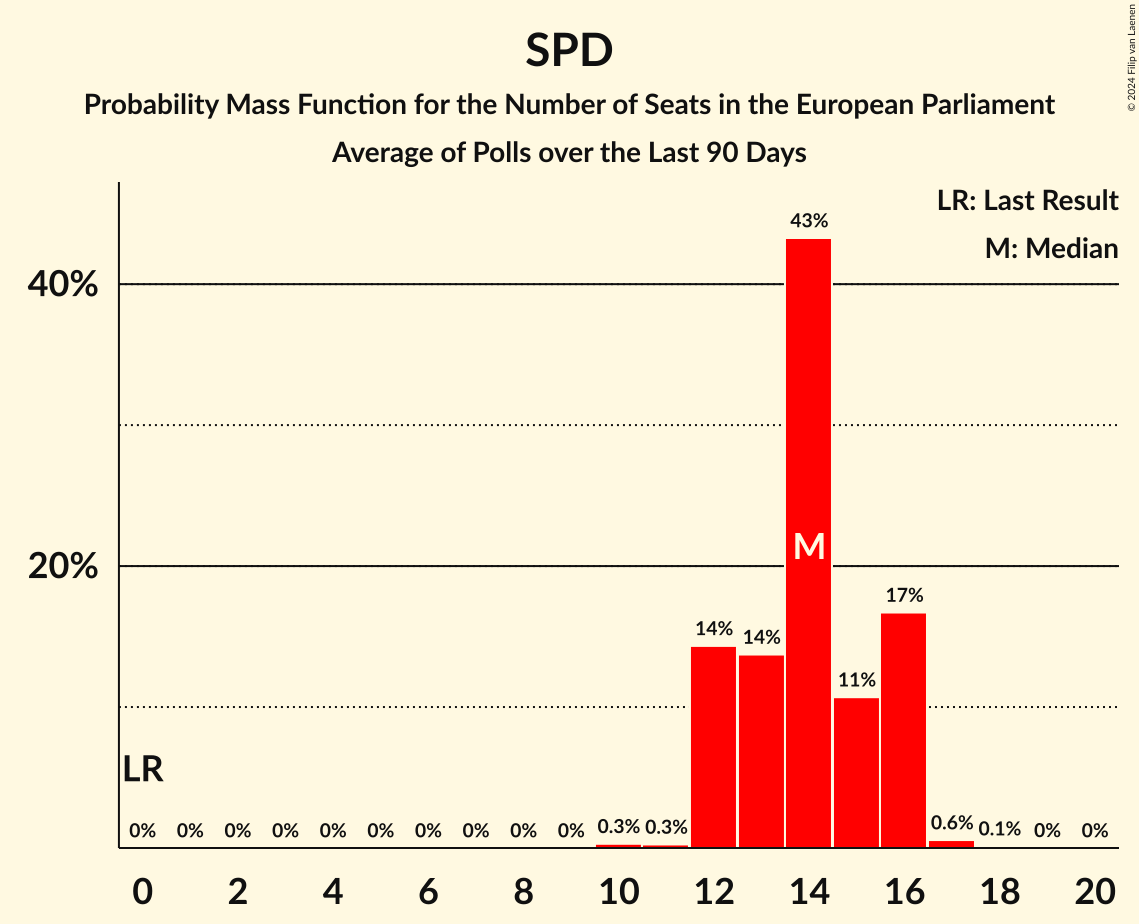 SPD
Probability Mass Function for the Number of Seats in the European Parliament
Average of Polls over the Last 90 Days
© 2024 Filip van Laenen
LR: Last Result
M: Median
43%
40%
M
20%
17%
14%
14%
11%
LR
0%
0%
0%
0%
0%
0%
0%
0%
0%
0%
0.3%
0.3%
0.6%
0.1%
0%
0%
0 2 4 6 8 10 12 14 16 18 20